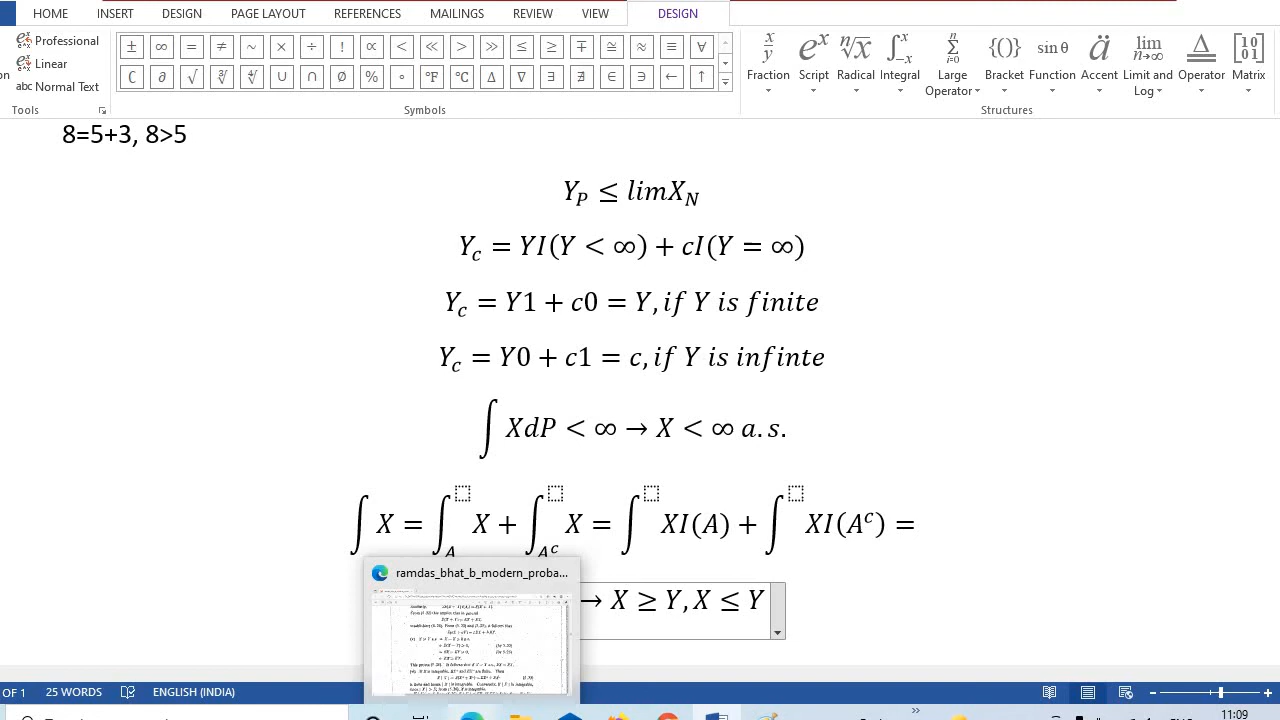 HOME INSERT DESIGN PAGE LAYOUT REFERENCES MAILINGS REVIEW VIEW DESIGN
Professional
Linear
abc Normal Text
on
± ∞ = ≠ ~ × ÷ ! ∝ < ≪ > ≫ ≤ ≥ ∓ ≅ ≈ ≡ ∀
∁ ∂ √ ∛ ∜ ∪ ∩ ∅ % ° °F °C ∆ ∇ ∃ ∄ ∈ ∋ ← ↑
Fraction Script Radical Integral Large Operator Bracket Function Accent Limit and Log Operator Matrix
Tools Symbols Structures
8=5+3, 8>5
Y_P ≤ limX_N
Y_c = YI(Y < ∞) + cI(Y = ∞)
Y_c = Y1 + c0 = Y, if Y is finite
Y_c = Y0 + c1 = c, if Y is infinte
∫ XdP < ∞ → X < ∞ a.s.
∫ X = ∫_A X + ∫_{A^c} X = ∫ XI(A) + ∫ XI(A^c) =
ramdas_bhat_b_modern_proba...
→ X ≥ Y, X ≤ Y
OF 1 25 WORDS ENGLISH (INDIA)
11:09